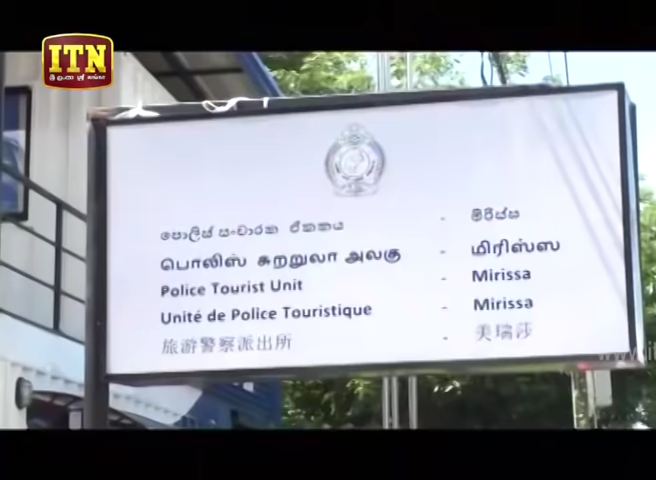 ITN
පොලිස් සංචාරක ඒකකය - මිරිස්ස
பொலிஸ் சுற்றுலா அலகு - மிரிஸ்ஸ
Police Tourist Unit - Mirissa
Unité de Police Touristique - Mirissa
旅游警察派出所 - 美瑞莎